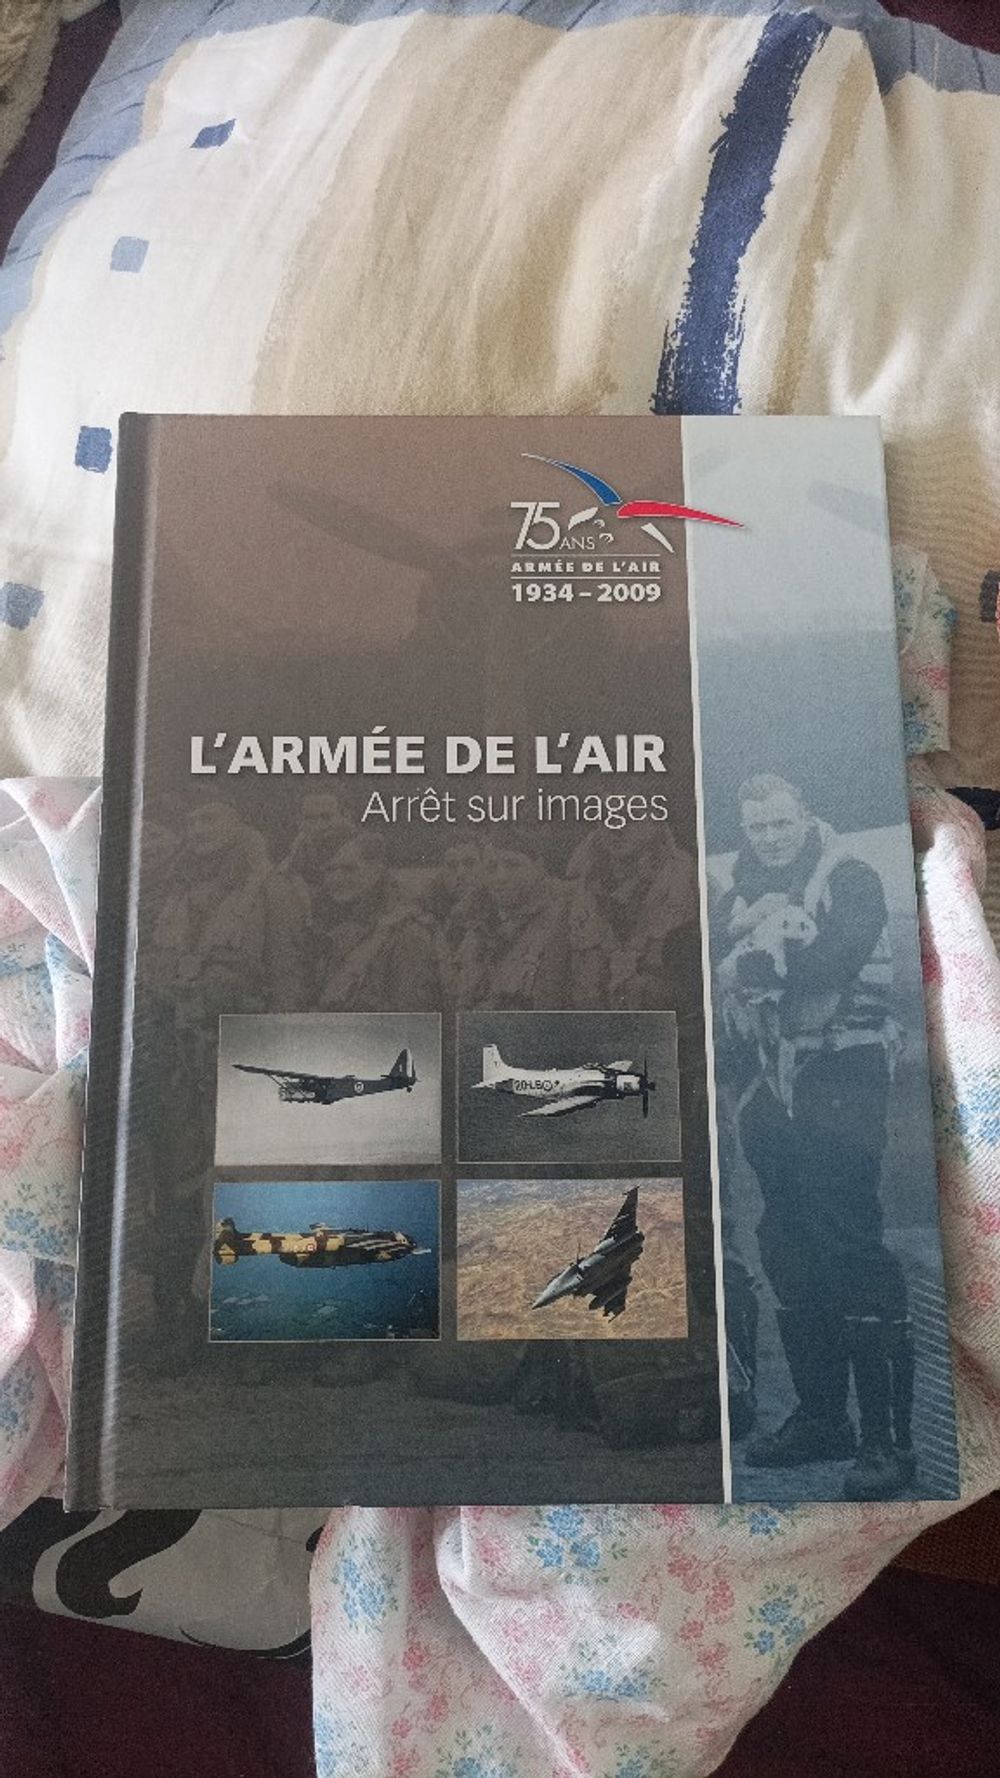 75
ANS
ARMÉE DE L'AIR
1934 – 2009
L'ARMÉE DE L'AIR
Arrêt sur images